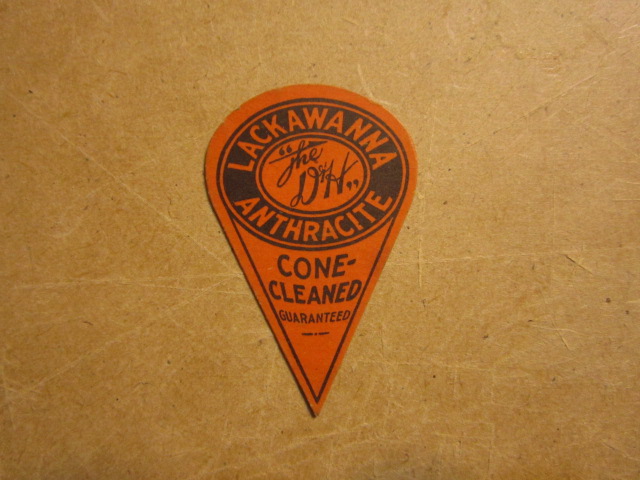 LACKAWANNA
"The
D&H"
ANTHRACITE
CONE-
CLEANED
GUARANTEED